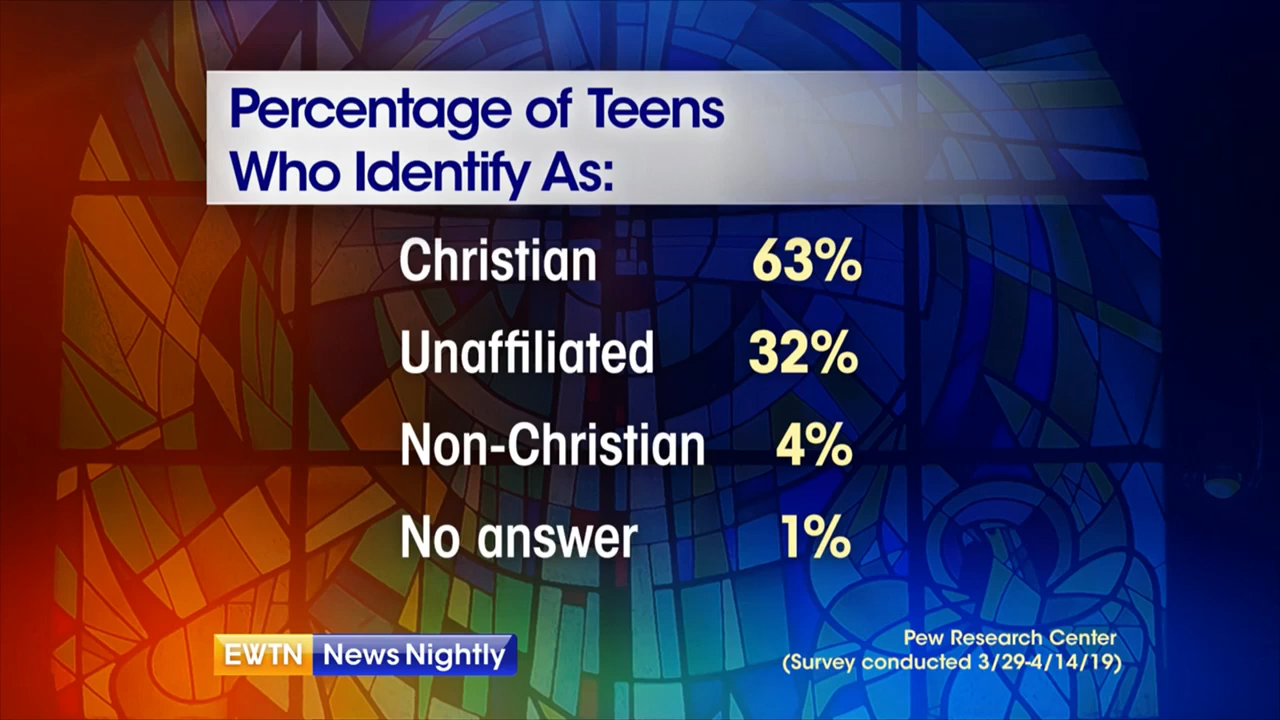 Percentage of Teens
Who Identify As:
Christian 63%
Unaffiliated 32%
Non-Christian 4%
No answer 1%
EWTN News Nightly
Pew Research Center
(Survey conducted 3/29-4/14/19)